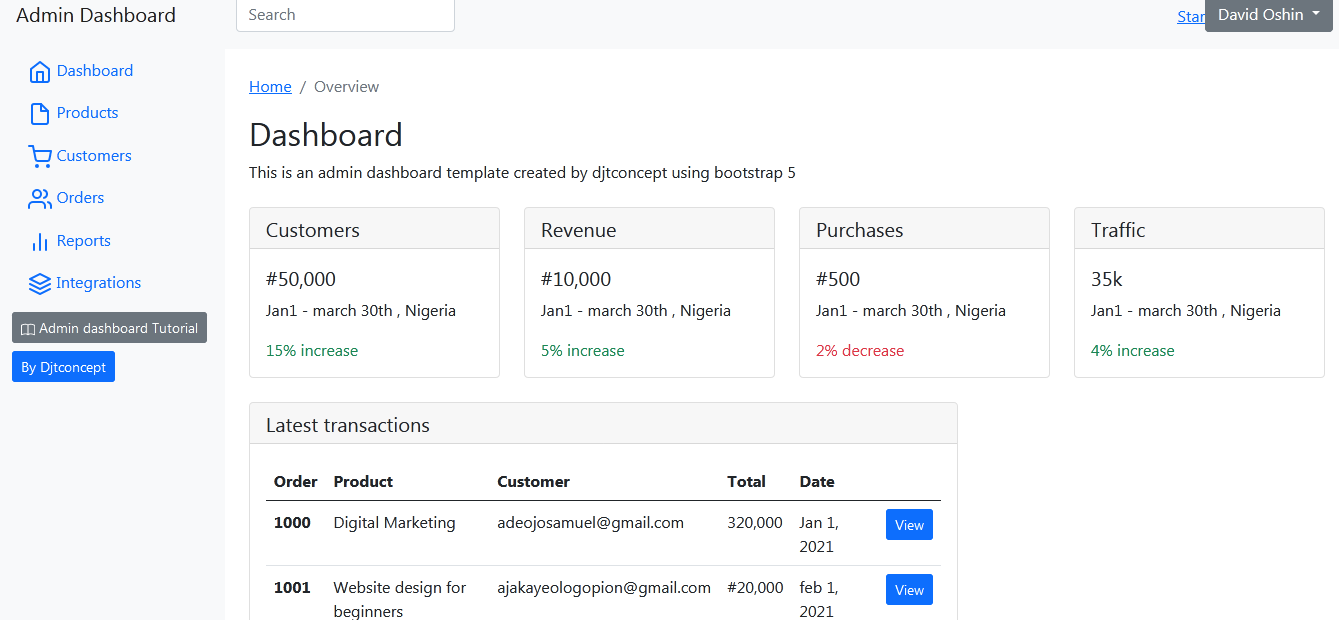 Admin Dashboard
Search
Star
David Oshin
Dashboard
Products
Customers
Orders
Reports
Integrations
Admin dashboard Tutorial
By Djtconcept
Home / Overview
Dashboard
This is an admin dashboard template created by djtconcept using bootstrap 5
Customers
#50,000
Jan1 - march 30th , Nigeria
15% increase
Revenue
#10,000
Jan1 - march 30th , Nigeria
5% increase
Purchases
#500
Jan1 - march 30th , Nigeria
2% decrease
Traffic
35k
Jan1 - march 30th , Nigeria
4% increase
Latest transactions
Order Product Customer Total Date
1000 Digital Marketing adeojosamuel@gmail.com 320,000 Jan 1, View
2021
1001 Website design for ajakayeologopion@gmail.com #20,000 feb 1, View
beginners 2021